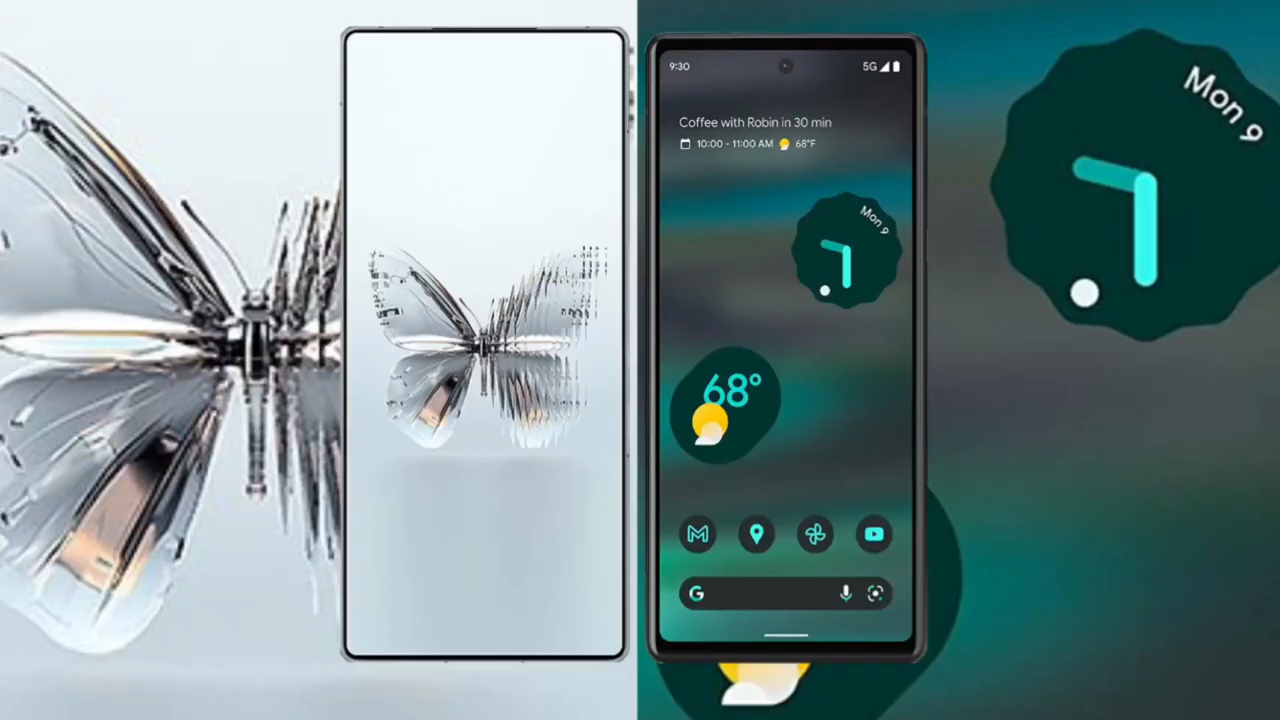 9:30
5G
Coffee with Robin in 30 min
10:00 - 11:00 AM 68°F
Mon 9
68°
G
Mon 9